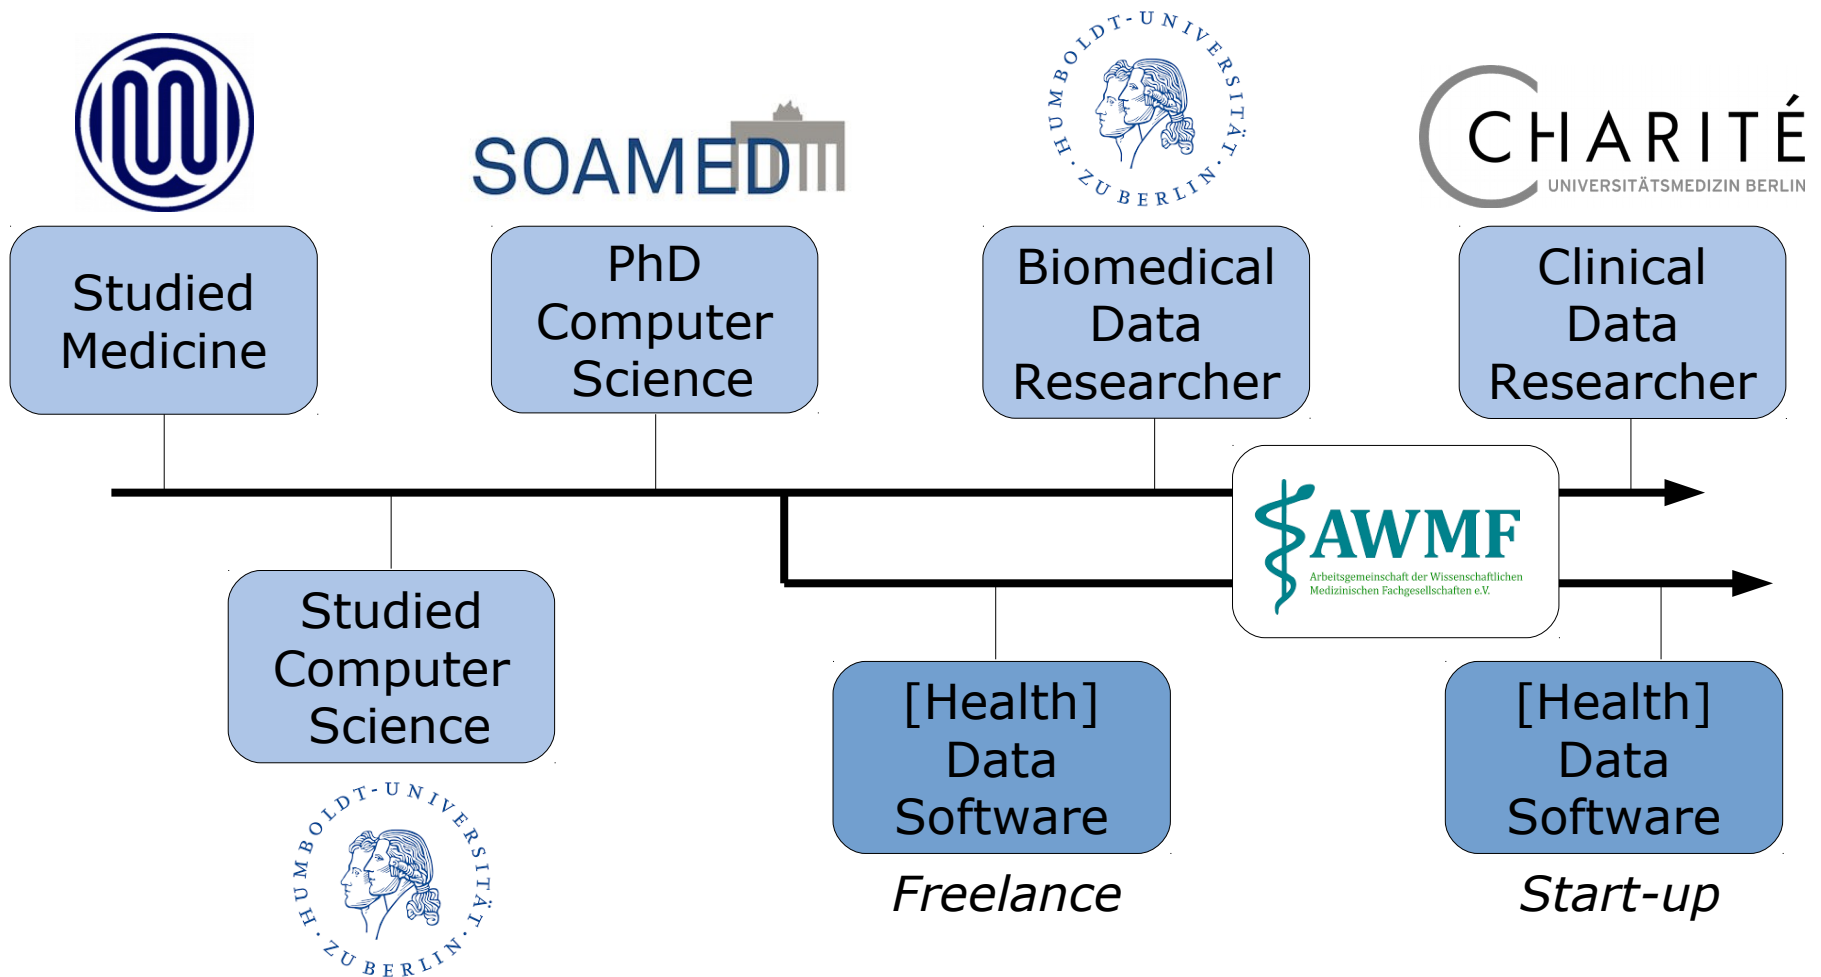 HUMBOLDT-UNIVERSITÄT · ZU BERLIN ·
SOAMED
CHARITÉ
UNIVERSITÄTSMEDIZIN BERLIN
Studied
Medicine
PhD
Computer
Science
Biomedical
Data
Researcher
Clinical
Data
Researcher
AWMF
Arbeitsgemeinschaft der Wissenschaftlichen
Medizinischen Fachgesellschaften e.V.
Studied
Computer
Science
HUMBOLDT-UNIVERSITÄT · ZU BERLIN ·
[Health]
Data
Software
Freelance
[Health]
Data
Software
Start-up